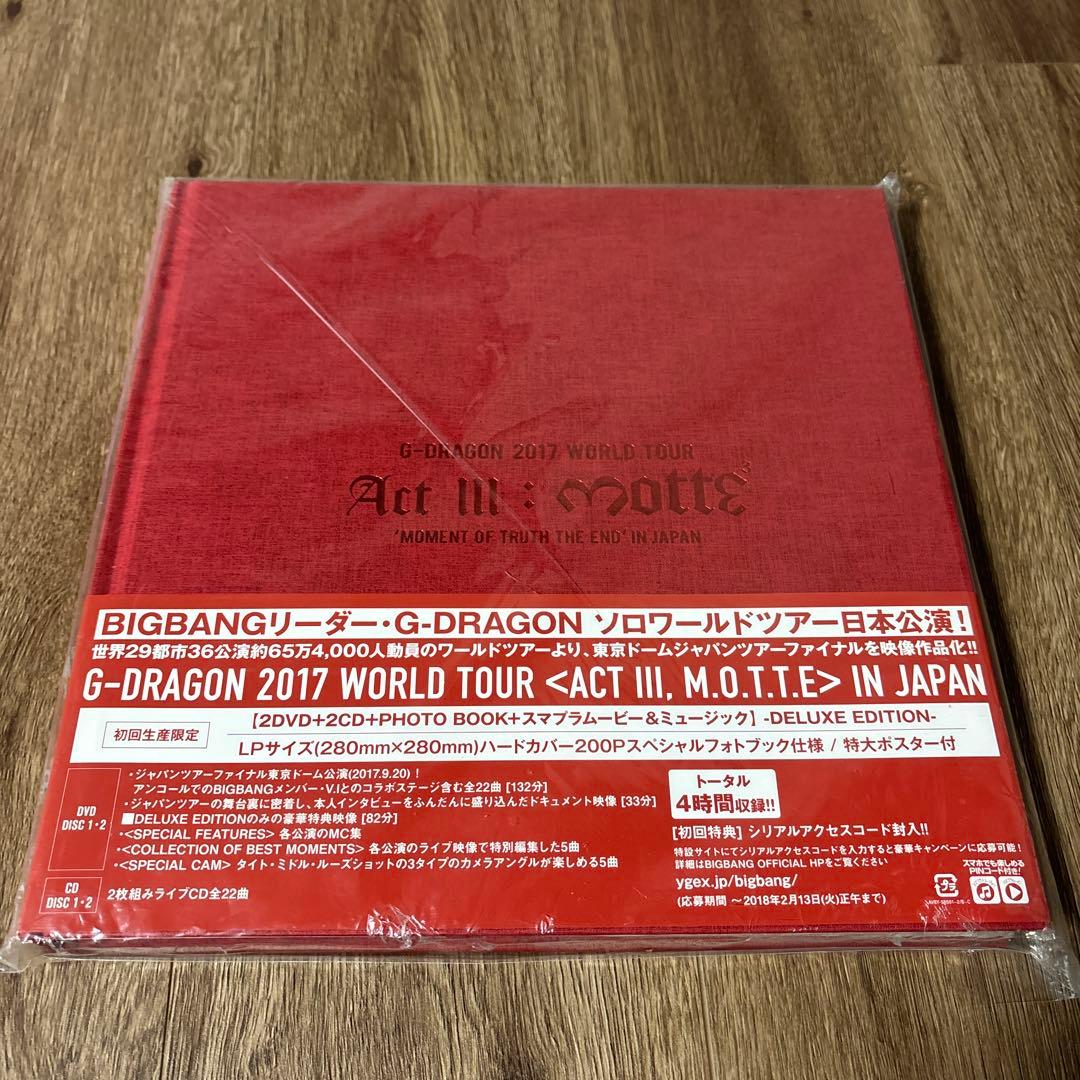 G-DRAGON 2017 WORLD TOUR
Act III : Motte3
'MOMENT OF TRUTH THE END' IN JAPAN
BIGBANGリーダー・G-DRAGON ソロワールドツアー日本公演!
世界29都市36公演約65万4,000人動員のワールドツアーより、東京ドームジャパンツアーファイナルを映像作品化!!
G-DRAGON 2017 WORLD TOUR <ACT III, M.O.T.T.E> IN JAPAN
初回生産限定
【2DVD+2CD+PHOTO BOOK+スマプラムービー&ミュージック】-DELUXE EDITION-
LPサイズ(280mm×280mm)ハードカバー200Pスペシャルフォトブック仕様 / 特大ポスター付
DVD
DISC 1・2
・ジャパンツアーファイナル東京ドーム公演(2017.9.20)!
アンコールでのBIGBANGメンバー・V.Iとのコラボステージ含む全22曲 [132分]
・ジャパンツアーの舞台裏に密着し、本人インタビューをふんだんに盛り込んだドキュメント映像 [33分]
■DELUXE EDITIONのみの豪華特典映像 [82分]
・<SPECIAL FEATURES> 各公演のMC集
・<COLLECTION OF BEST MOMENTS> 各公演のライブ映像で特別編集した5曲
・<SPECIAL CAM> タイト・ミドル・ルーズショットの3タイプのカメラアングルが楽しめる5曲
CD
DISC 1・2
2枚組みライブCD全22曲
トータル
4時間収録!!
[初回特典] シリアルアクセスコード封入!!
特設サイトにてシリアルアクセスコードを入力すると豪華キャンペーンに応募可能!
詳細はBIGBANG OFFICIAL HPをご覧ください
ygex.jp/bigbang/
(応募期間 ~2018年2月13日(火)正午まで)
スマホでも楽しめる
PINコード付き!